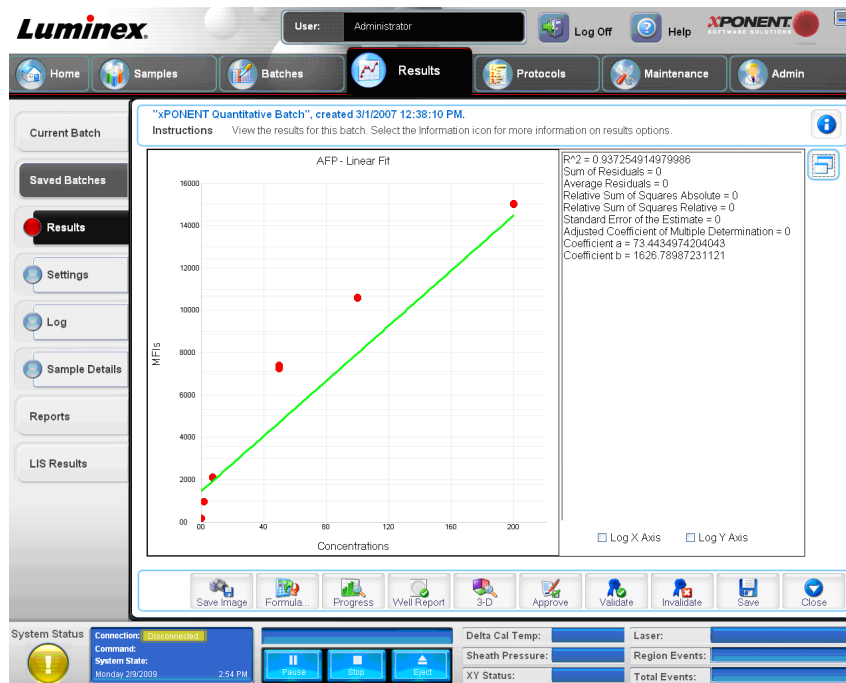 Luminex.
User:
Administrator
Log Off
Help
XPONENT.
SOFTWARE SOLUTIONS
Home
Samples
Batches
Results
Protocols
Maintenance
Admin
Current Batch
Saved Batches
Results
Settings
Log
Sample Details
Reports
LIS Results
"xPONENT Quantitative Batch", created 3/1/2007 12:38:10 PM.
Instructions View the results for this batch. Select the Information icon for more information on results options.
AFP - Linear Fit
16000
14000
12000
10000
8000
6000
4000
2000
00
MFIs
00 40 80 120 160 200
Concentrations
R^2 = 0.937254914979986
Sum of Residuals = 0
Average Residuals = 0
Relative Sum of Squares Absolute = 0
Relative Sum of Squares Relative = 0
Standard Error of the Estimate = 0
Adjusted Coefficient of Multiple Determination = 0
Coefficient a = 73.4434974204043
Coefficient b = 1626.78987231121
Log X Axis
Log Y Axis
Save Image
Formula...
Progress
Well Report
3-D
Approve
Validate
Invalidate
Save
Close
System Status
Connection: Disconnected
Command:
System State:
Monday 2/9/2009 2:54 PM
Pause
Stop
Eject
Delta Cal Temp:
Sheath Pressure:
XY Status:
Laser:
Region Events:
Total Events: